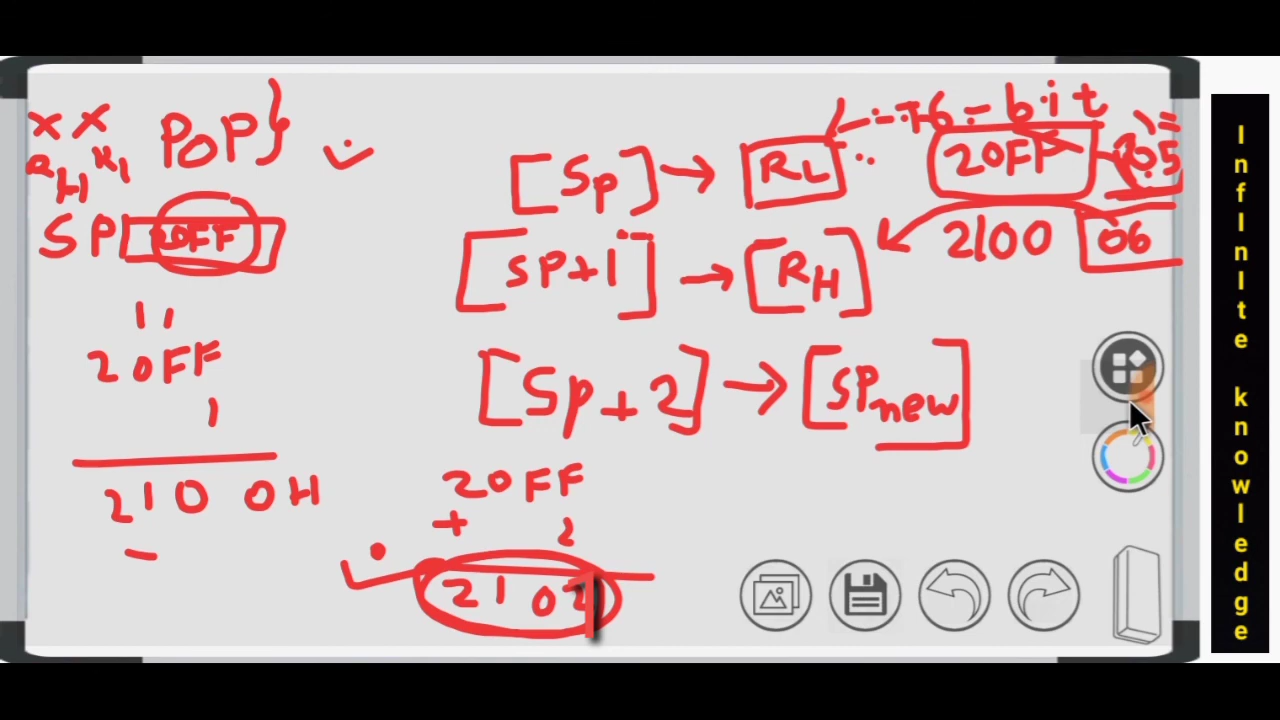 POP}
SP 20FF
20FF
1
2100H
[SP] → RL
[SP+1] → [RH]
[SP+2] → [SPnew]
20FF
+ 2
2101
16-bit
20FF → 05
2100 06
InfInIte knowledge